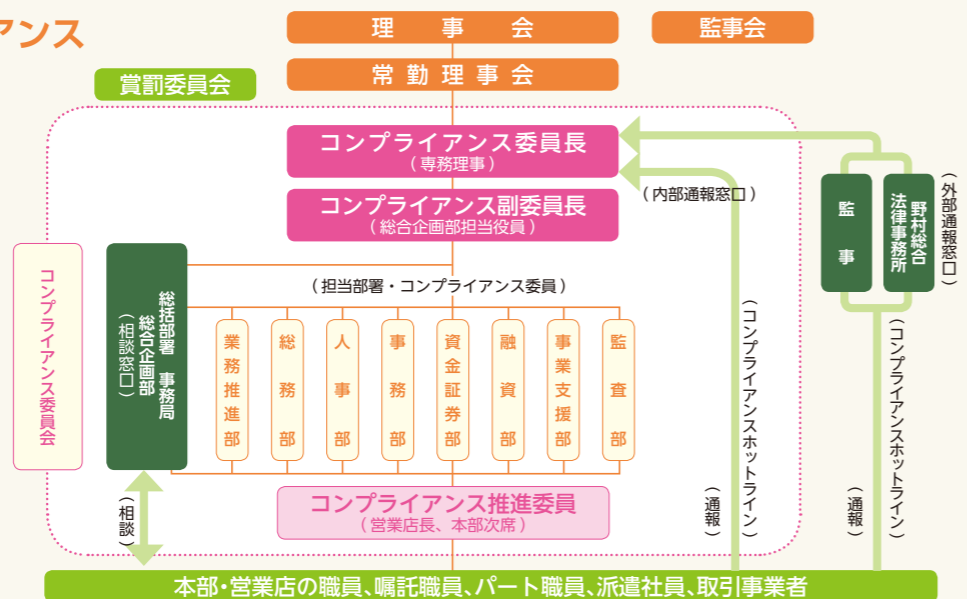 アンス
理事会
監事会
常勤理事会
賞罰委員会
コンプライアンス委員長
（専務理事）
コンプライアンス副委員長
（総合企画部担当役員）
（内部通報窓口）
監事
野村総合
法律事務所
（外部通報窓口）
コンプライアンス委員会
総括部署 事務局
総合企画部
（相談窓口）
（担当部署・コンプライアンス委員）
業務推進部
総務部
人事部
事務部
資金証券部
融資部
事業支援部
監査部
（コンプライアンスホットライン）
（コンプライアンスホットライン）
コンプライアンス推進委員
（営業店長、本部次席）
（相談）
（通報）
（通報）
本部・営業店の職員、嘱託職員、パート職員、派遣社員、取引事業者